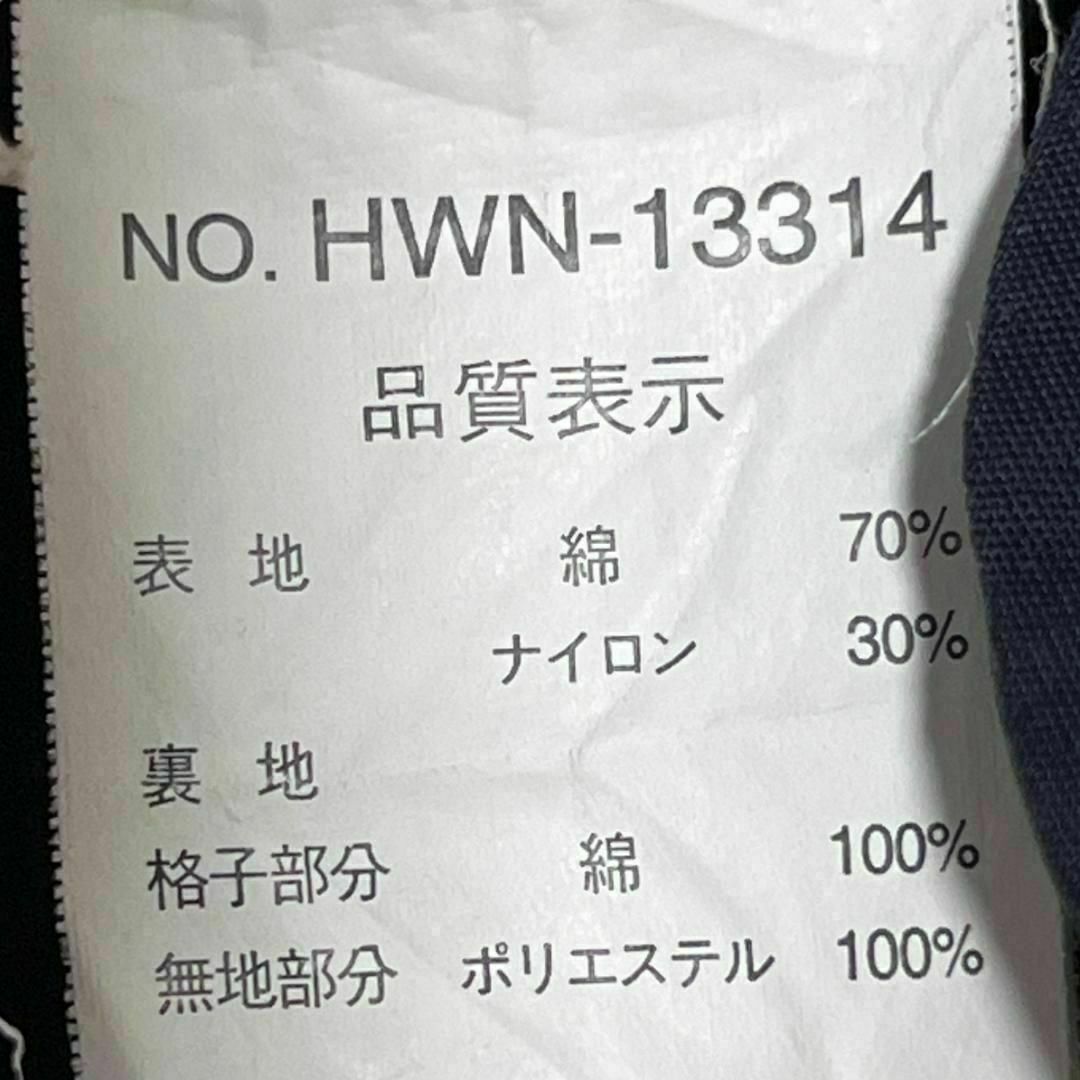 NO. HWN-13314
品質表示
表 地 綿 70%
ナイロン 30%
裏 地
格子部分 綿 100%
無地部分 ポリエステル 100%